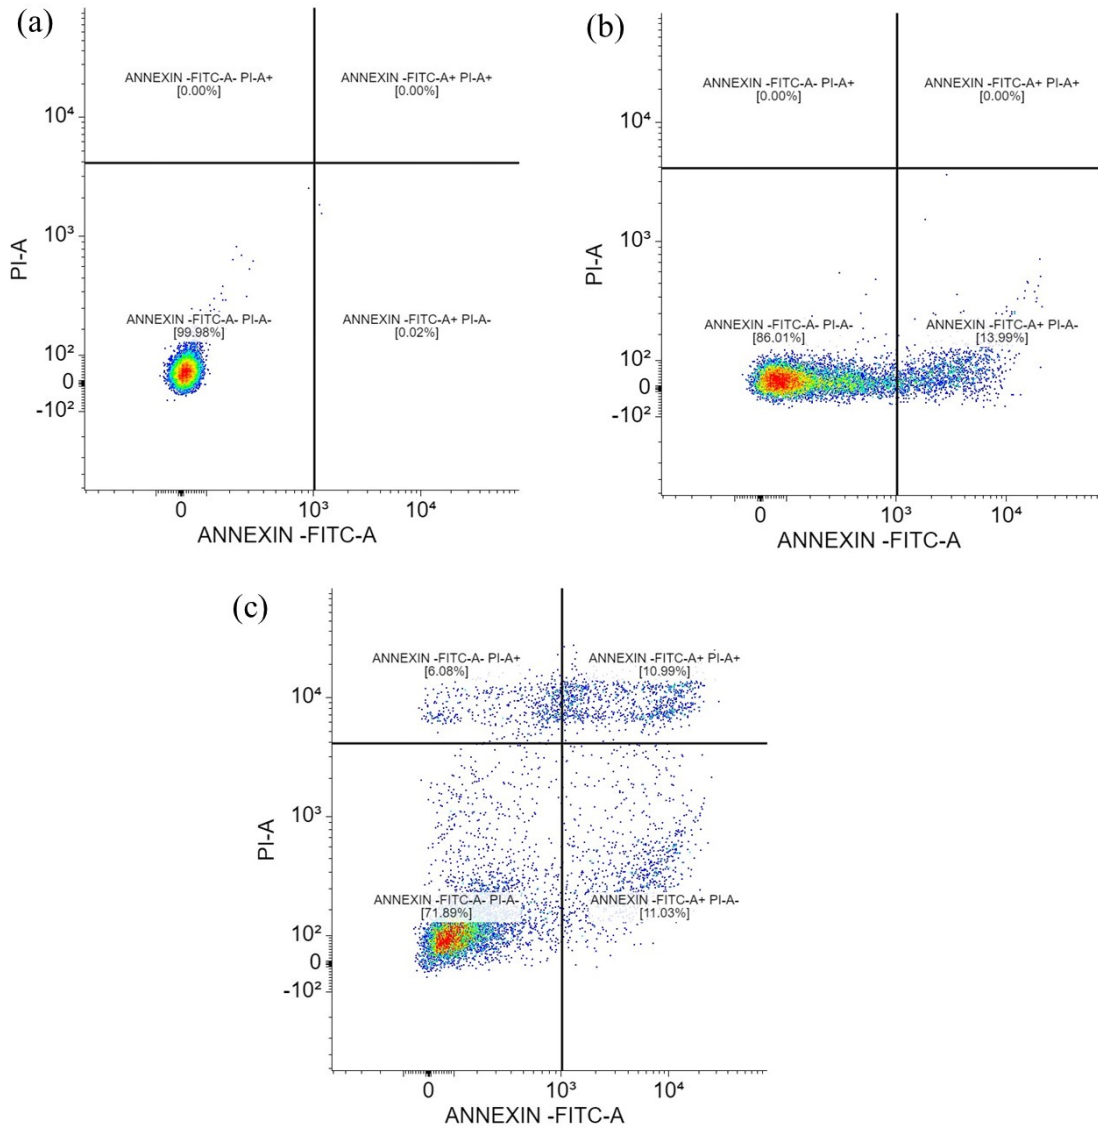 (a)
ANNEXIN -FITC-A- PI-A+
[0.00%]
ANNEXIN -FITC-A+ PI-A+
[0.00%]
10⁴
10³
10²
0
-10²
PI-A
ANNEXIN -FITC-A- PI-A-
[99.98%]
ANNEXIN -FITC-A+ PI-A-
[0.02%]
0
10³
10⁴
ANNEXIN -FITC-A
(b)
ANNEXIN -FITC-A- PI-A+
[0.00%]
ANNEXIN -FITC-A+ PI-A+
[0.00%]
10⁴
10³
10²
0
-10²
PI-A
ANNEXIN -FITC-A- PI-A-
[86.01%]
ANNEXIN -FITC-A+ PI-A-
[13.99%]
0
10³
10⁴
ANNEXIN -FITC-A
(c)
ANNEXIN -FITC-A- PI-A+
[6.08%]
ANNEXIN -FITC-A+ PI-A+
[10.99%]
10⁴
10³
10²
0
-10²
PI-A
ANNEXIN -FITC-A- PI-A-
[71.89%]
ANNEXIN -FITC-A+ PI-A-
[11.03%]
0
10³
10⁴
ANNEXIN -FITC-A